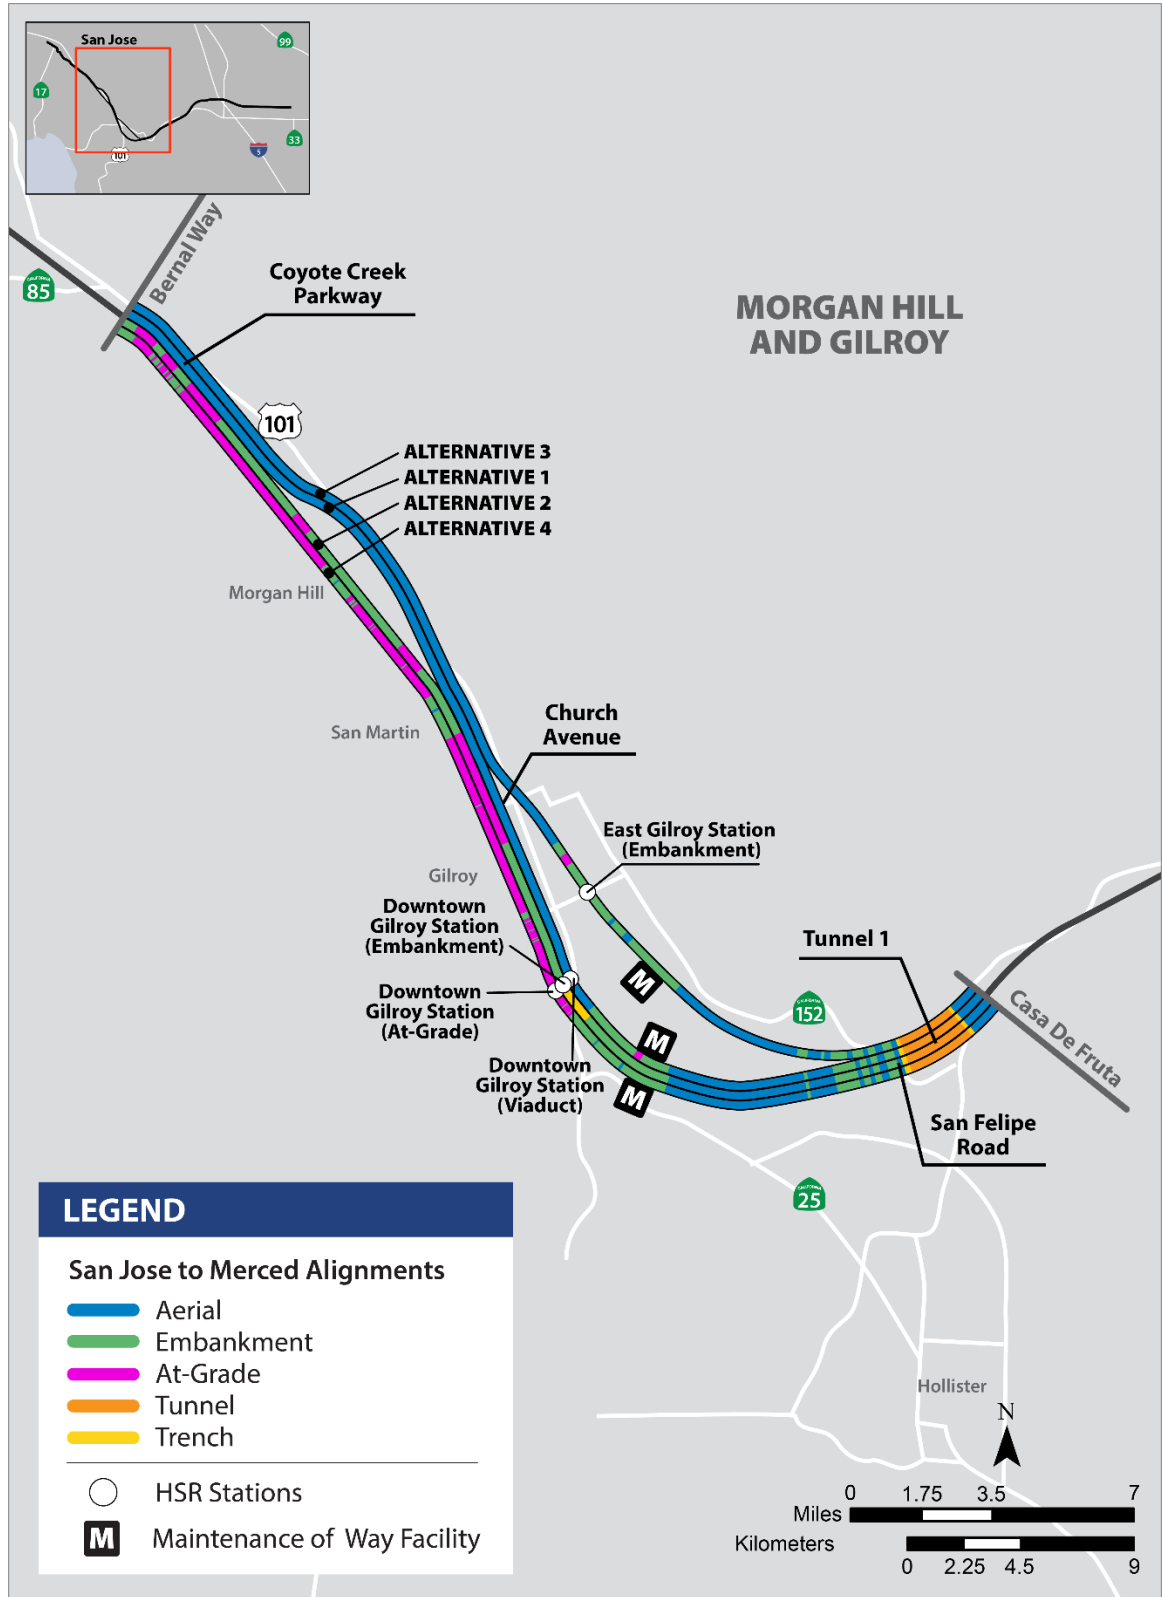 San Jose
99
17
101
5
33
Bernal Way
CALIFORNIA
85
Coyote Creek
Parkway
MORGAN HILL
AND GILROY
101
ALTERNATIVE 3
ALTERNATIVE 1
ALTERNATIVE 2
ALTERNATIVE 4
Morgan Hill
San Martin
Church
Avenue
East Gilroy Station
(Embankment)
Gilroy
Downtown
Gilroy Station
(Embankment)
Downtown
Gilroy Station
(At-Grade)
Downtown
Gilroy Station
(Viaduct)
M
M
M
Tunnel 1
CALIFORNIA
152
Casa De Fruta
San Felipe
Road
CALIFORNIA
25
Hollister
N
LEGEND
San Jose to Merced Alignments
Aerial
Embankment
At-Grade
Tunnel
Trench
HSR Stations
M Maintenance of Way Facility
0 1.75 3.5 7
Miles
Kilometers
0 2.25 4.5 9